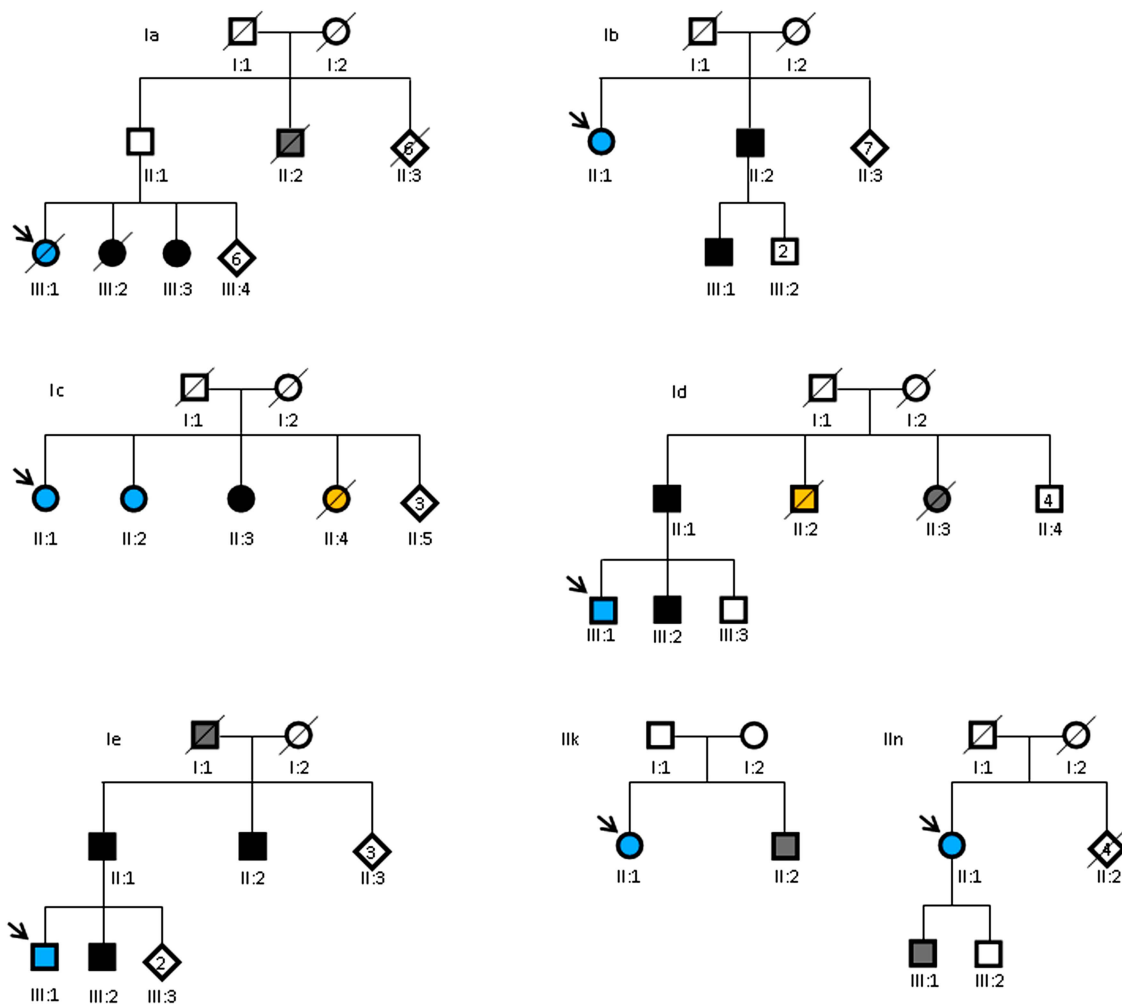 Ia
I:1 I:2
II:1 II:2 6 II:3
III:1 III:2 III:3 6 III:4
Ib
I:1 I:2
II:1 II:2 7 II:3
III:1 2 III:2
Ic
I:1 I:2
II:1 II:2 II:3 II:4 3 II:5
Id
I:1 I:2
II:1 II:2 II:3 4 II:4
III:1 III:2 III:3
Ie
I:1 I:2
II:1 II:2 3 II:3
III:1 III:2 2 III:3
IIk
I:1 I:2
II:1 II:2
IIn
I:1 I:2
II:1 4 II:2
III:1 III:2